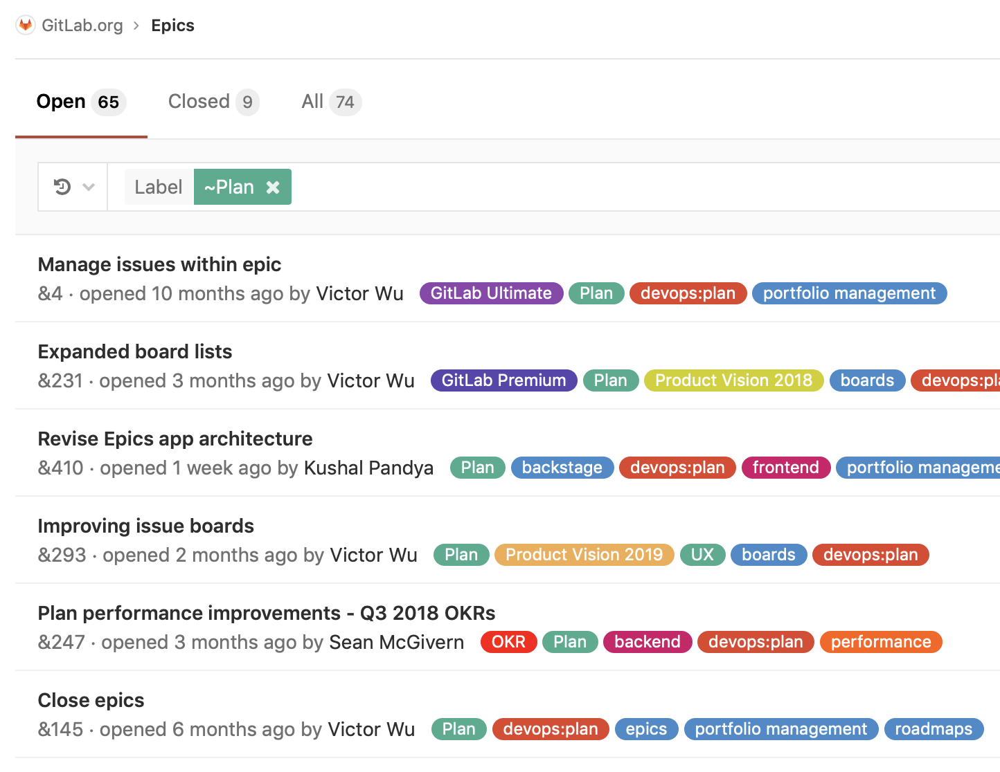 GitLab.org › Epics
Open 65 Closed 9 All 74
Label ~Plan
Manage issues within epic
&4 · opened 10 months ago by Victor Wu GitLab Ultimate Plan devops:plan portfolio management
Expanded board lists
&231 · opened 3 months ago by Victor Wu GitLab Premium Plan Product Vision 2018 boards devops:pla
Revise Epics app architecture
&410 · opened 1 week ago by Kushal Pandya Plan backstage devops:plan frontend portfolio manageme
Improving issue boards
&293 · opened 2 months ago by Victor Wu Plan Product Vision 2019 UX boards devops:plan
Plan performance improvements - Q3 2018 OKRs
&247 · opened 3 months ago by Sean McGivern OKR Plan backend devops:plan performance
Close epics
&145 · opened 6 months ago by Victor Wu Plan devops:plan epics portfolio management roadmaps